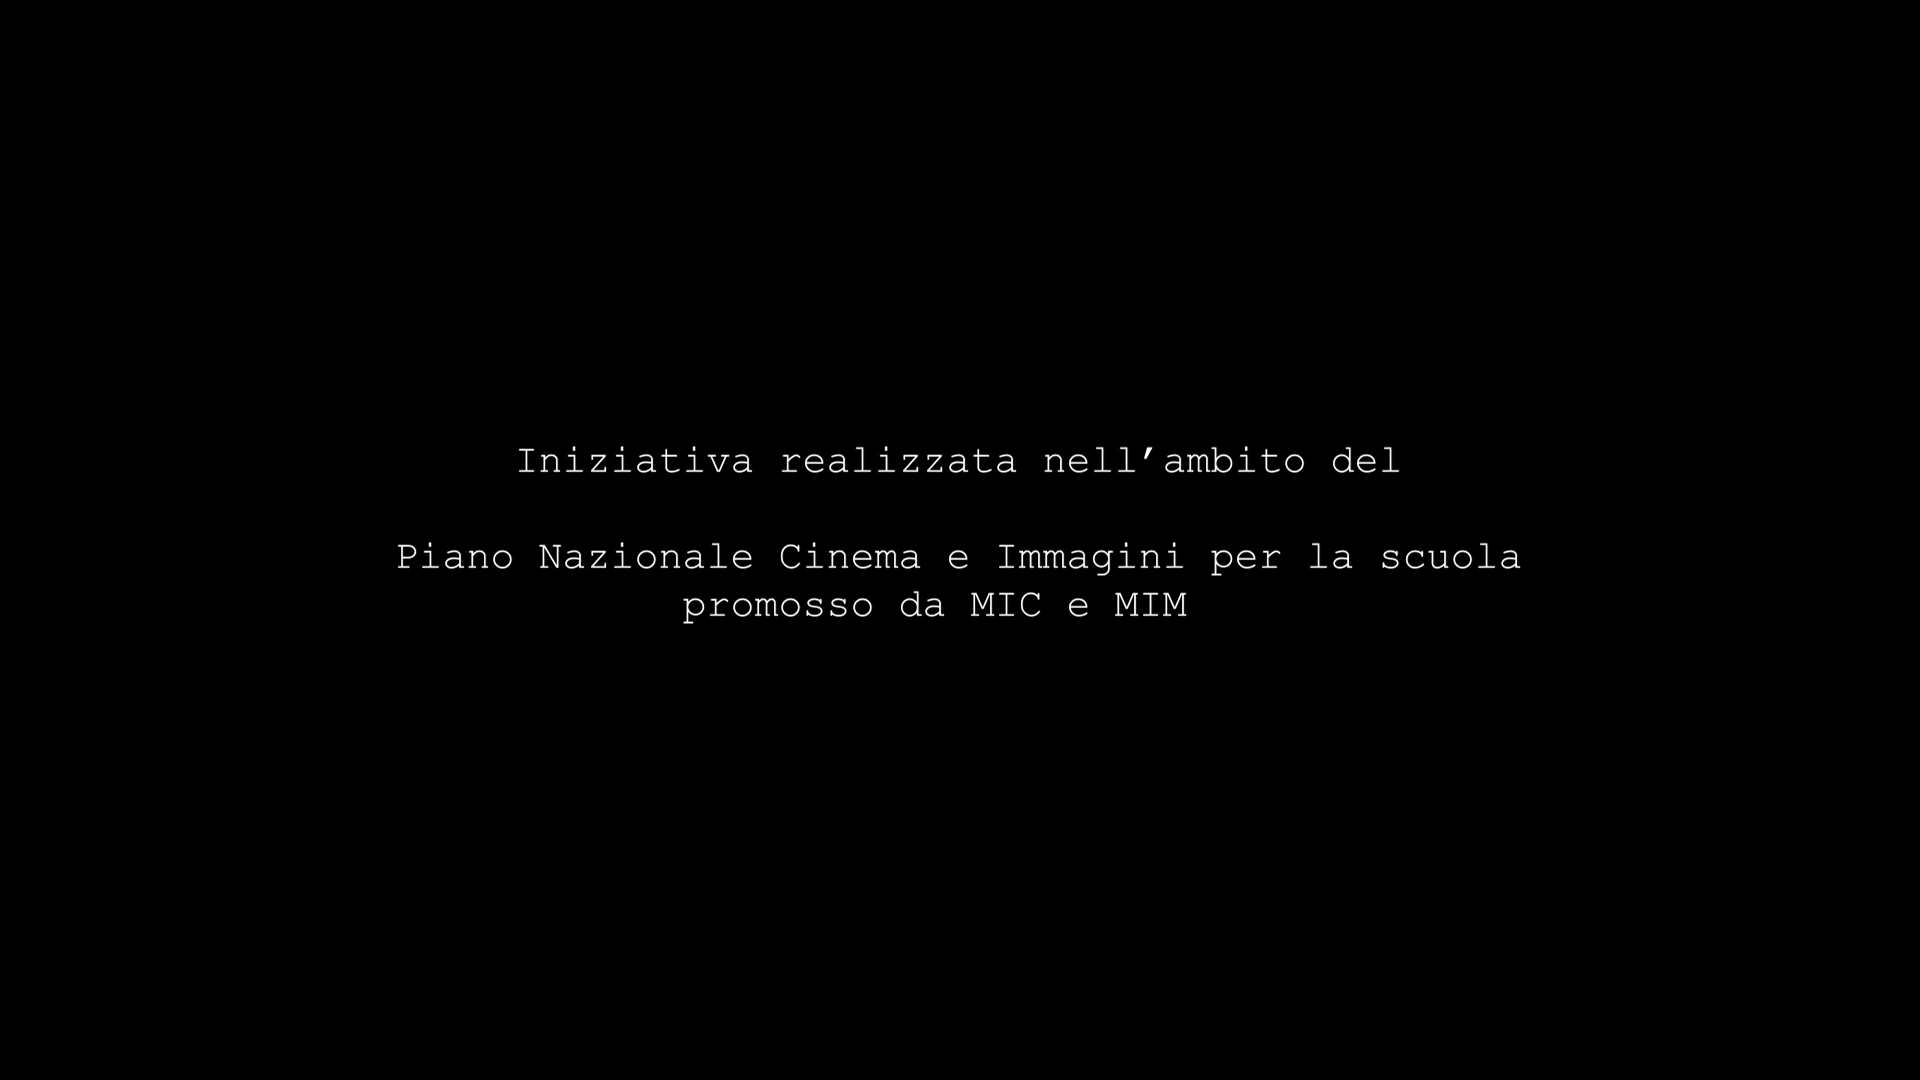 Iniziativa realizzata nell’ambito del
Piano Nazionale Cinema e Immagini per la scuola
promosso da MIC e MIM